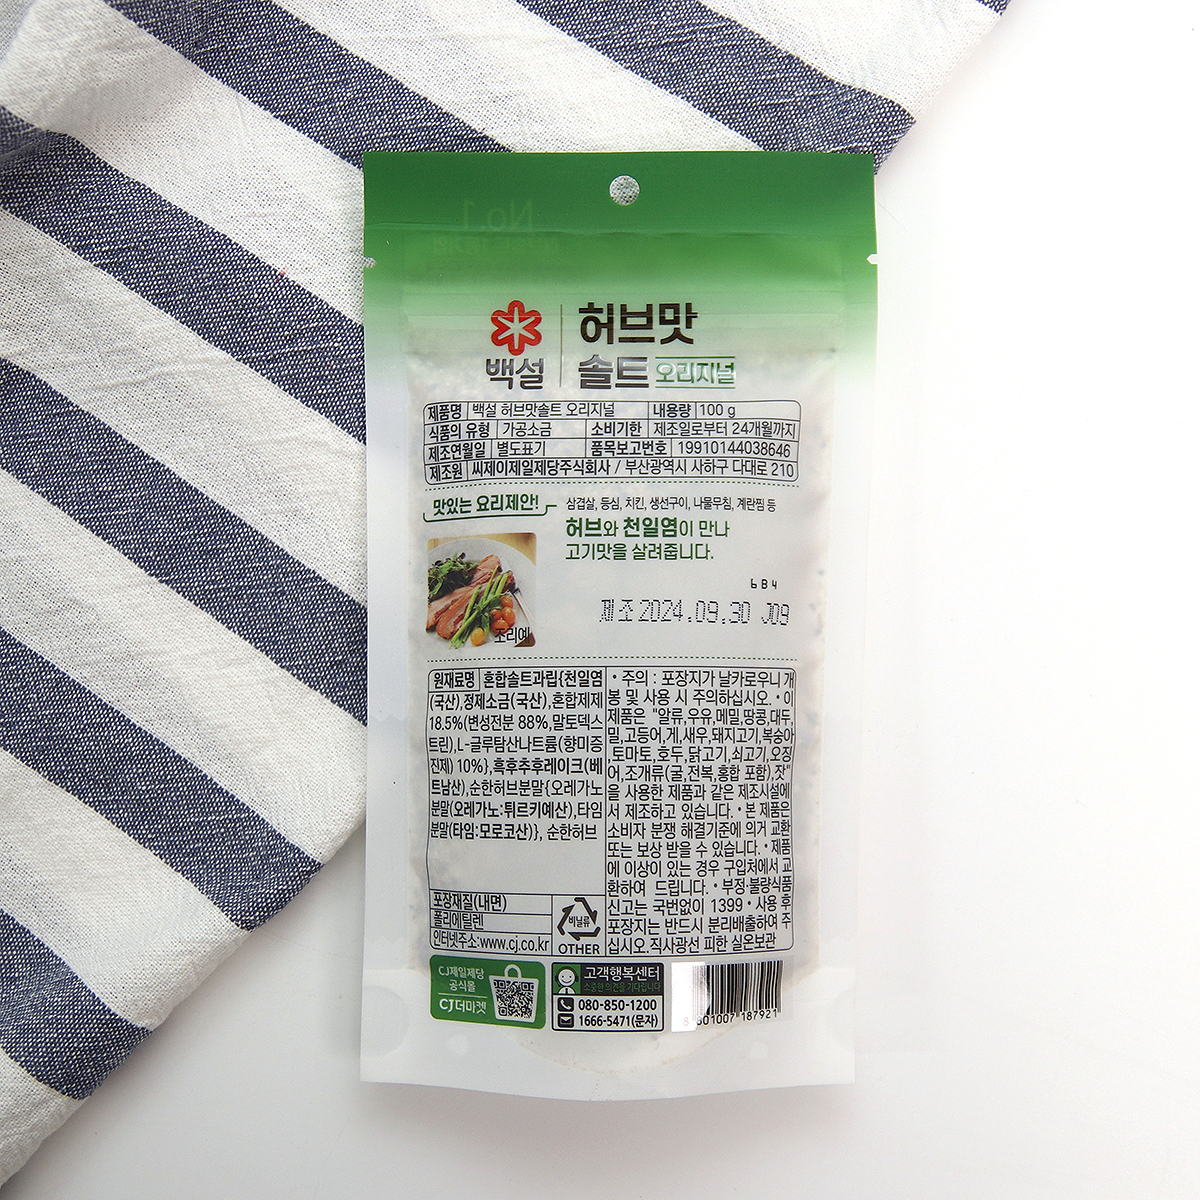 No.1
백설
허브맛
솔트 오리지널
제품명 백설 허브맛솔트 오리지널 내용량 100 g
식품의 유형 가공소금 소비기한 제조일로부터 24개월까지
제조연월일 별도표기 품목보고번호 19910144038646
제조원 씨제이제일제당주식회사 / 부산광역시 사하구 다대로 210
맛있는 요리제안!
삼겹살, 등심, 치킨, 생선구이, 나물무침, 계란찜 등
허브와 천일염이 만나
고기맛을 살려줍니다.
조리예
6B4
제조 2024.09.30 J09
원재료명 혼합솔트과립{천일염
(국산),정제소금(국산),혼합제제
18.5%(변성전분 88%,말토덱스
트린),L-글루탐산나트륨(향미증
진제) 10%},흑후추후레이크(베
트남산),순한허브분말{오레가노
분말(오레가노:튀르키예산),타임
분말(타임:모로코산)}, 순한허브
• 주의 : 포장지가 날카로우니 개
봉 및 사용 시 주의하십시오. • 이
제품은 "알류,우유,메밀,땅콩,대두,
밀,고등어,게,새우,돼지고기,복숭아
,토마토,호두,닭고기,쇠고기,오징
어,조개류(굴,전복,홍합 포함),잣"
을 사용한 제품과 같은 제조시설에
서 제조하고 있습니다. • 본 제품은
소비자 분쟁 해결기준에 의거 교환
또는 보상 받을 수 있습니다. • 제품
에 이상이 있는 경우 구입처에서 교
환하여 드립니다. • 부정·불량식품
신고는 국번없이 1399 • 사용 후
포장지는 반드시 분리배출하여 주
십시오.직사광선 피한 실온보관
포장재질(내면)
폴리에틸렌
인터넷주소:www.cj.co.kr
비닐류
OTHER
CJ제일제당
공식몰
CJ더마켓
고객행복센터
소중한 의견을 기다립니다
080-850-1200
1666-5471(문자)
8 801007 187921